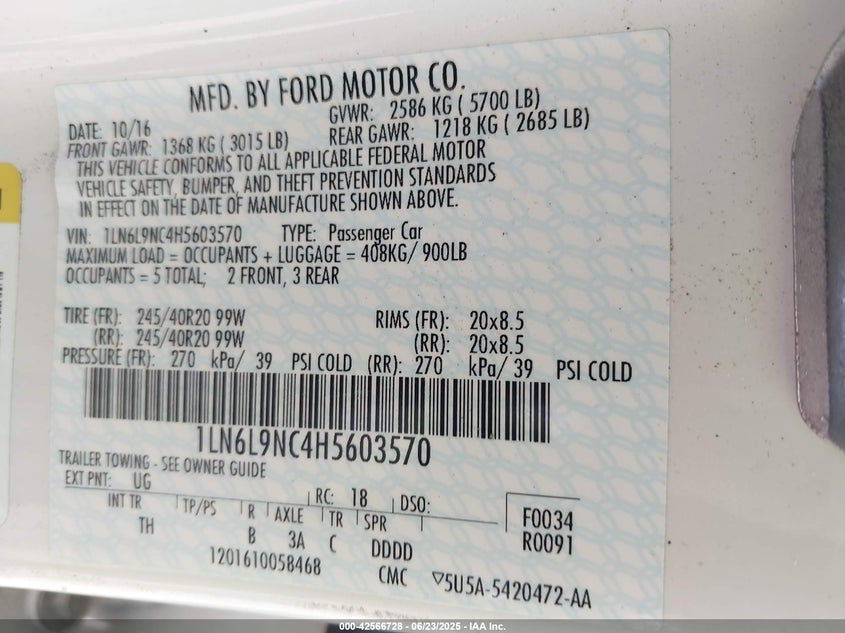 MFD. BY FORD MOTOR CO.
DATE: 10/16 GVWR: 2586 KG ( 5700 LB)
FRONT GAWR: 1368 KG ( 3015 LB) REAR GAWR: 1218 KG ( 2685 LB)
THIS VEHICLE CONFORMS TO ALL APPLICABLE FEDERAL MOTOR
VEHICLE SAFETY, BUMPER, AND THEFT PREVENTION STANDARDS
IN EFFECT ON THE DATE OF MANUFACTURE SHOWN ABOVE.
VIN: 1LN6L9NC4H5603570 TYPE: Passenger Car
MAXIMUM LOAD = OCCUPANTS + LUGGAGE = 408KG/ 900LB
OCCUPANTS = 5 TOTAL; 2 FRONT, 3 REAR
TIRE (FR): 245/40R20 99W RIMS (FR): 20x8.5
(RR): 245/40R20 99W (RR): 20x8.5
PRESSURE (FR): 270 kPa/ 39 PSI COLD (RR): 270 kPa/ 39 PSI COLD
1LN6L9NC4H5603570
TRAILER TOWING - SEE OWNER GUIDE
EXT PNT: UG RC: 18 DSO:
INT TR TP/PS R AXLE TR SPR F0034
TH B 3A C DDDD R0091
1201610058468 CMC ▽5U5A-5420472-AA
000-42566728 - 06/23/2025 - IAA Inc.